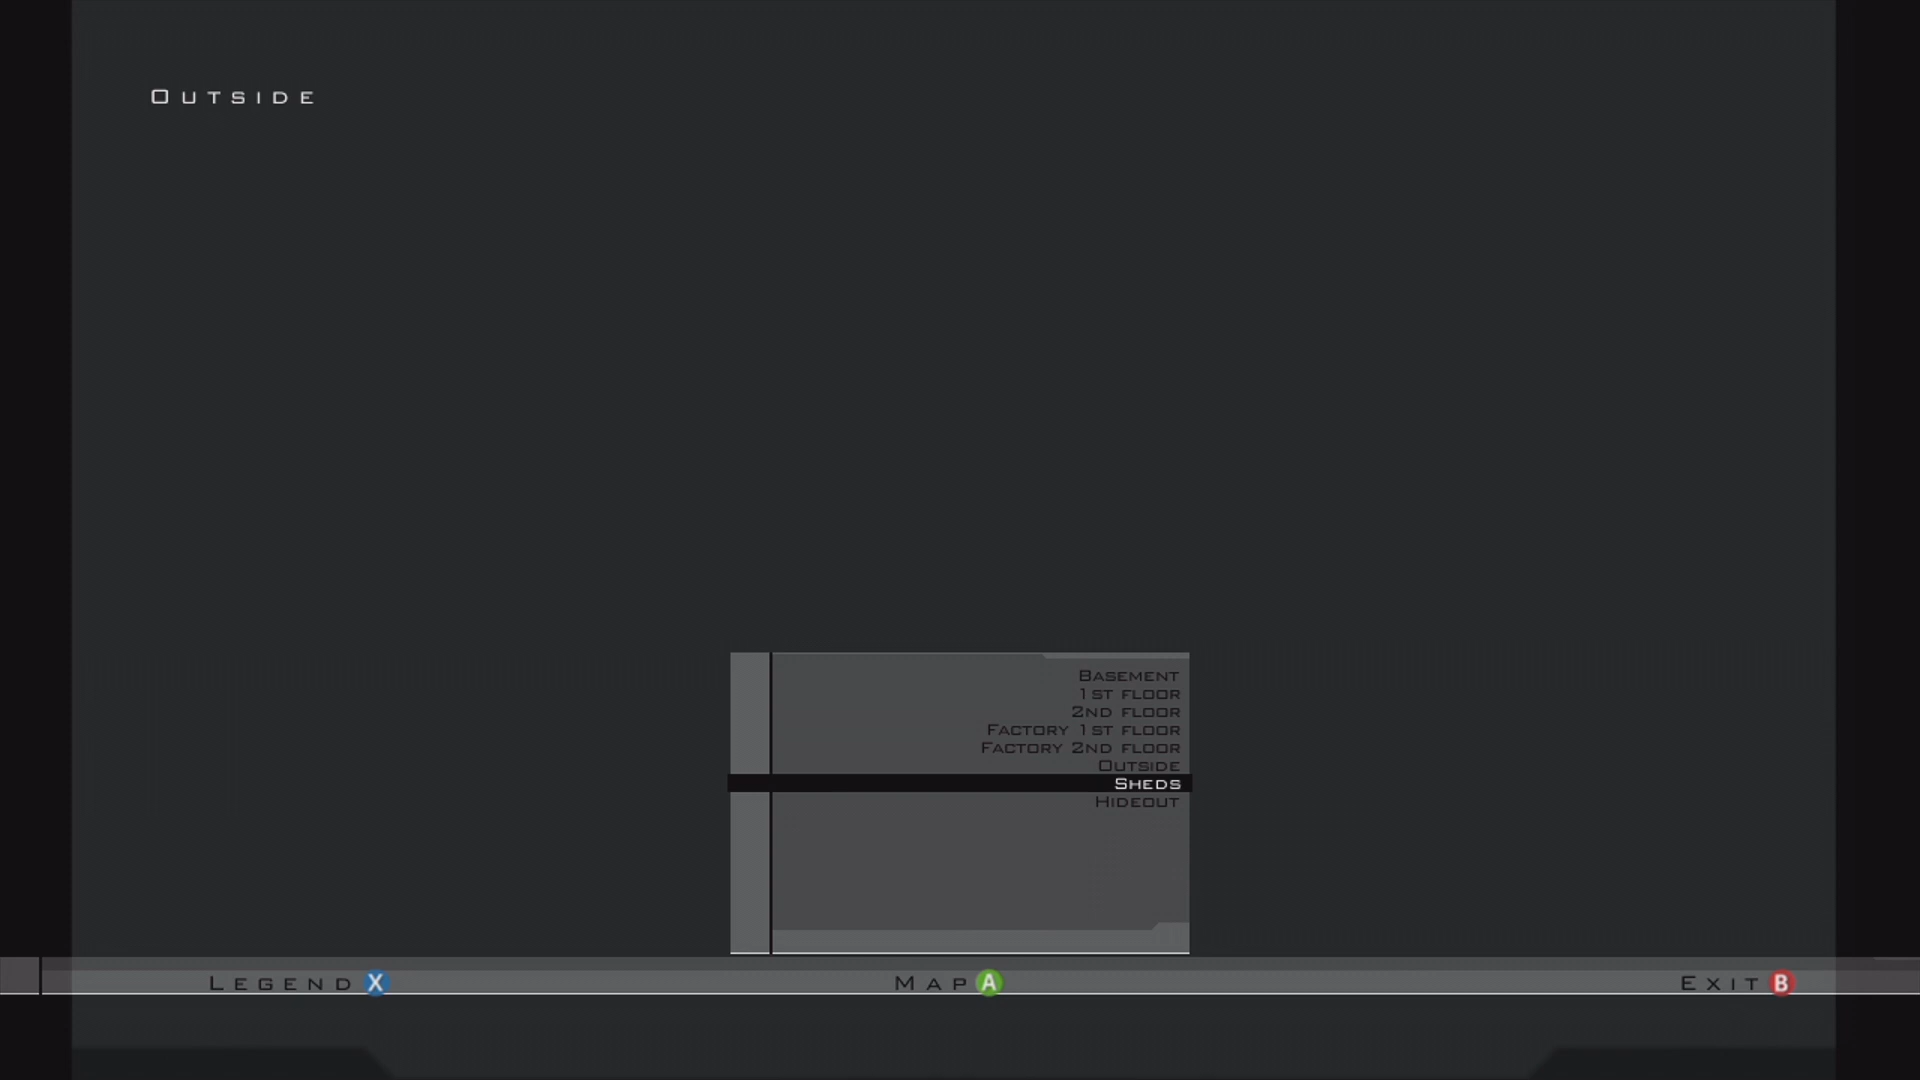 Outside
Basement
1st floor
2nd floor
Factory 1st floor
Factory 2nd floor
Outside
Sheds
Hideout
Legend X
Map A
Exit B